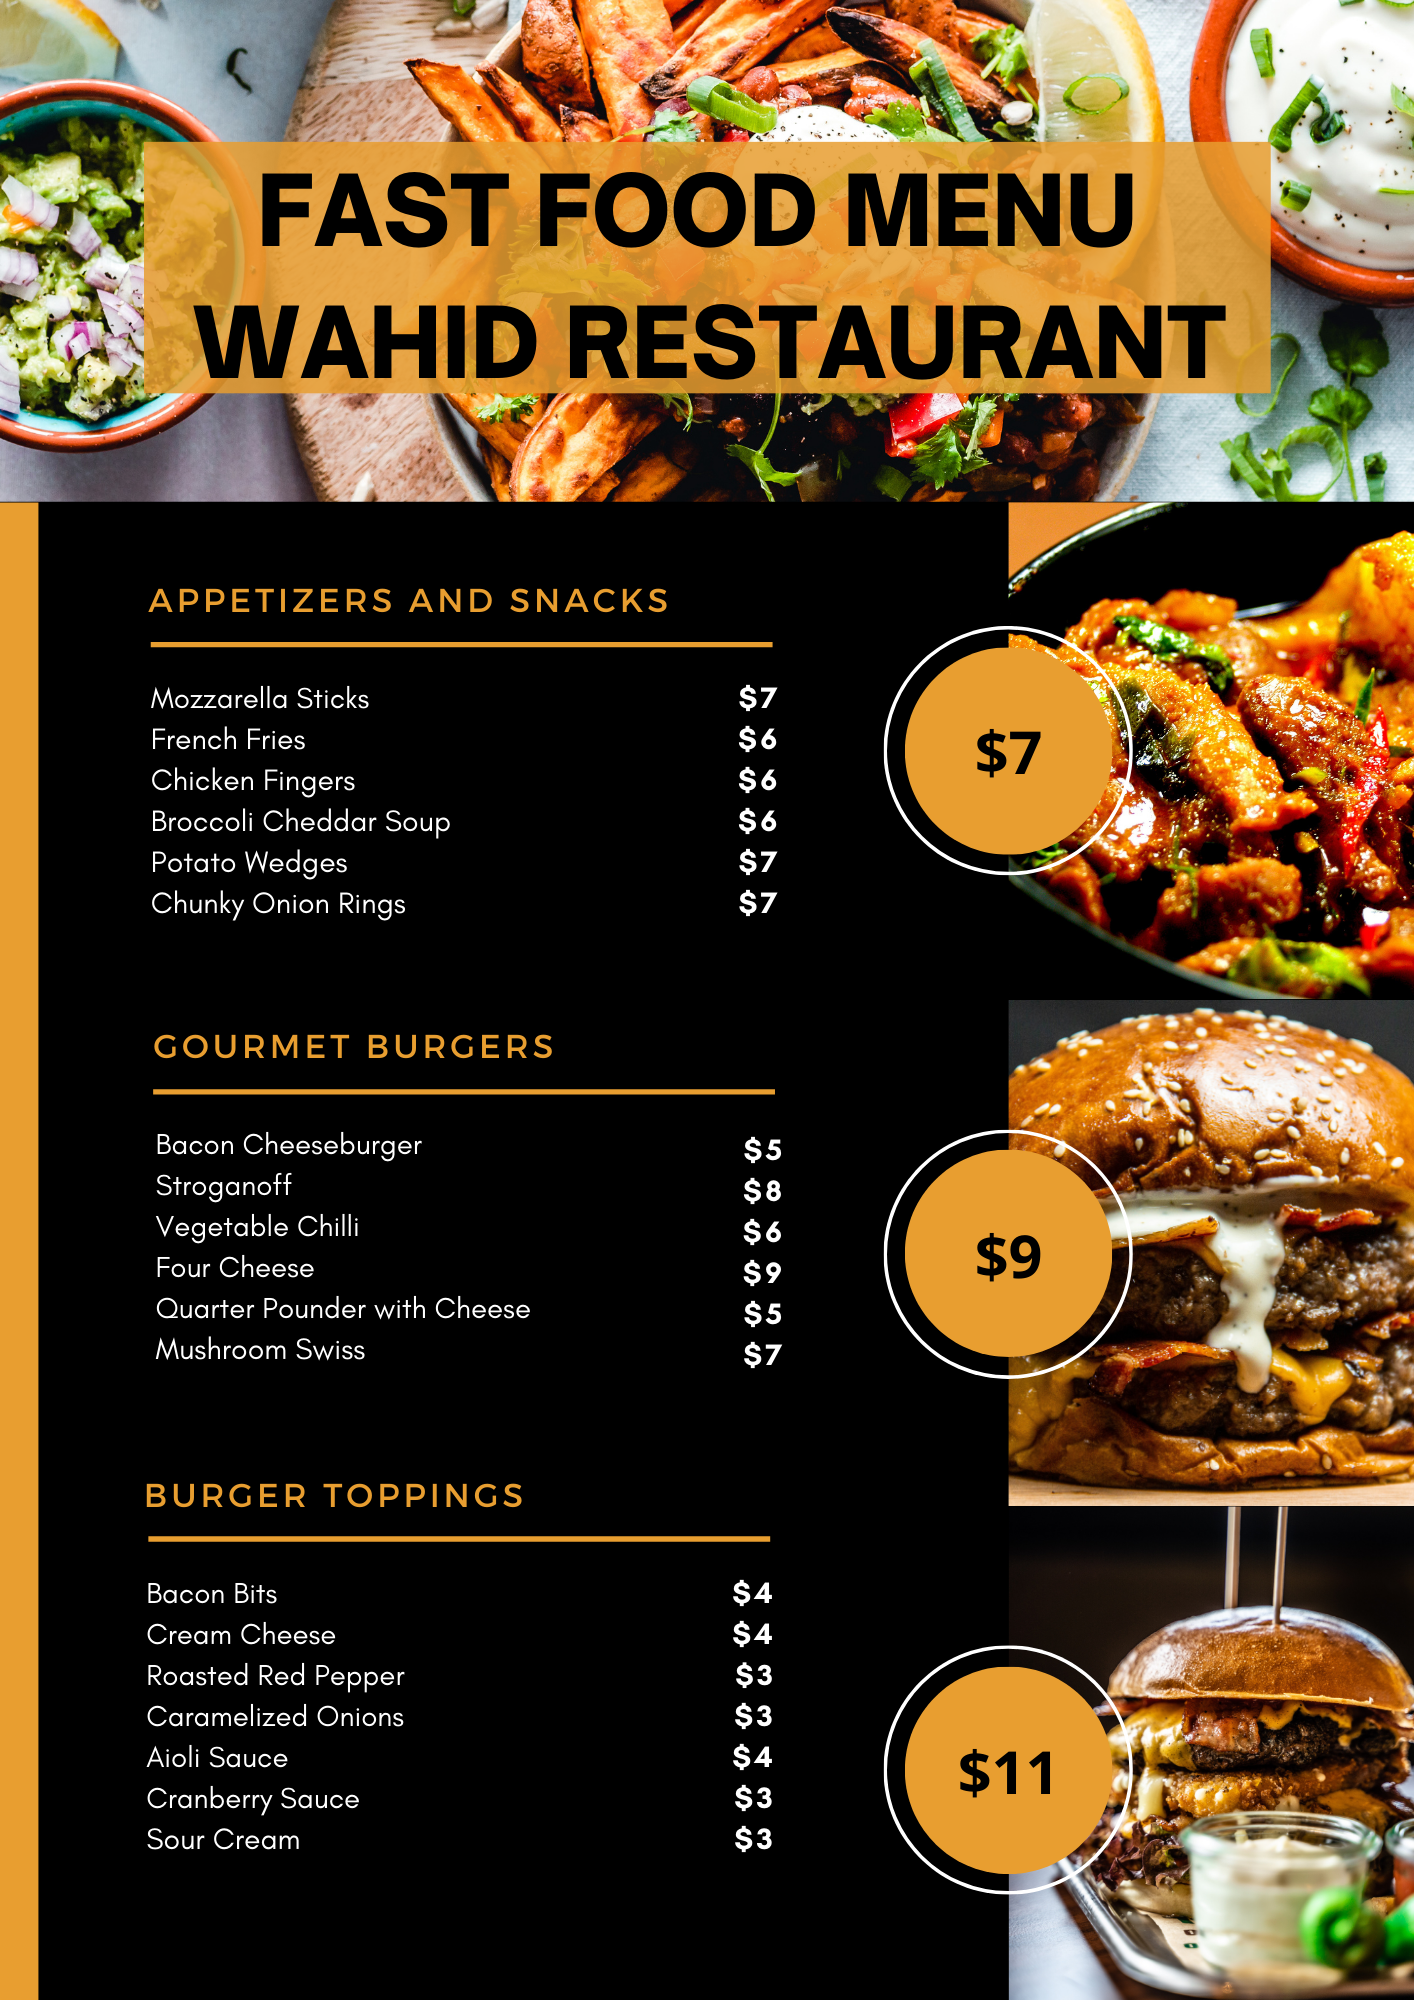 FAST FOOD MENU
WAHID RESTAURANT
APPETIZERS AND SNACKS
Mozzarella Sticks $7
French Fries $6
Chicken Fingers $6
Broccoli Cheddar Soup $6
Potato Wedges $7
Chunky Onion Rings $7
$7
GOURMET BURGERS
Bacon Cheeseburger $5
Stroganoff $8
Vegetable Chilli $6
Four Cheese $9
Quarter Pounder with Cheese $5
Mushroom Swiss $7
$9
BURGER TOPPINGS
Bacon Bits $4
Cream Cheese $4
Roasted Red Pepper $3
Caramelized Onions $3
Aioli Sauce $4
Cranberry Sauce $3
Sour Cream $3
$11